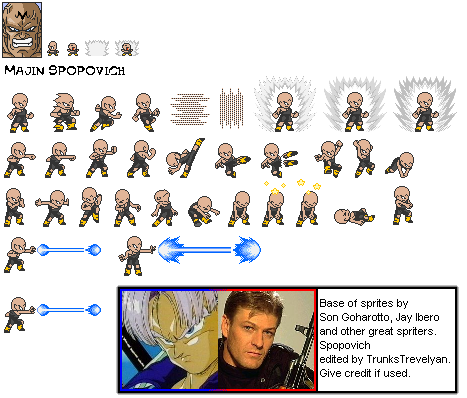 Majin Spopovich
Base of sprites by
Son Goharotto, Jay Ibero
and other great spriters.
Spopovich
edited by TrunksTrevelyan.
Give credit if used.